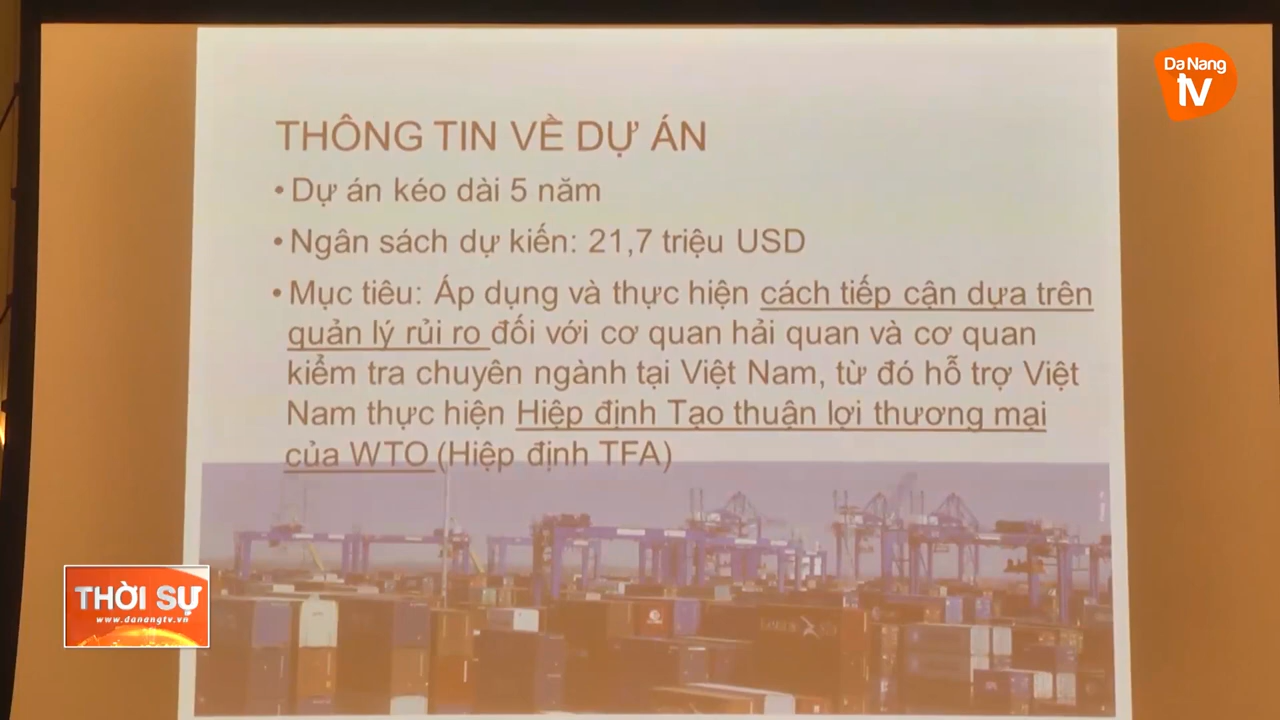 Da Nang
tv
THÔNG TIN VỀ DỰ ÁN
• Dự án kéo dài 5 năm
• Ngân sách dự kiến: 21,7 triệu USD
• Mục tiêu: Áp dụng và thực hiện cách tiếp cận dựa trên
quản lý rủi ro đối với cơ quan hải quan và cơ quan
kiểm tra chuyên ngành tại Việt Nam, từ đó hỗ trợ Việt
Nam thực hiện Hiệp định Tạo thuận lợi thương mại
của WTO (Hiệp định TFA)
THỜI SỰ
www.danangtv.vn